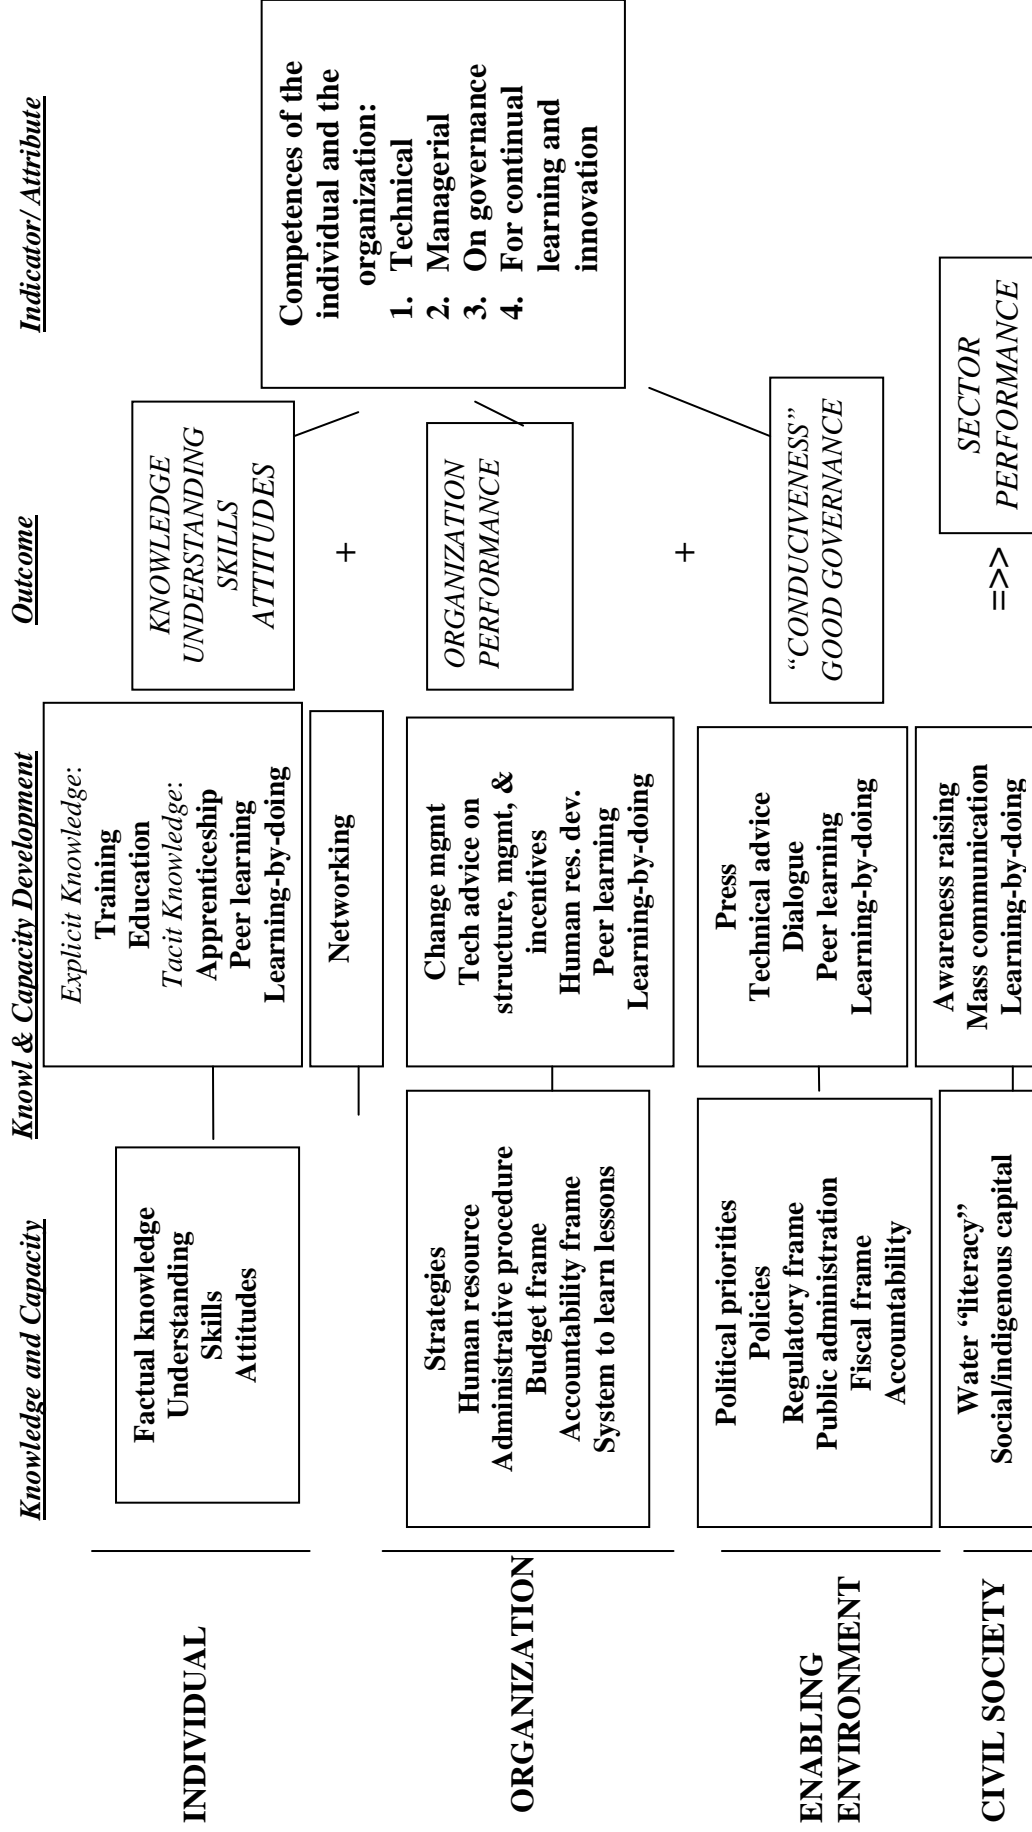 Knowledge and Capacity
Knowl & Capacity Development
Outcome
Indicator/ Attribute
INDIVIDUAL
Factual knowledge
Understanding
Skills
Attitudes
Explicit Knowledge:
Training
Education
Tacit Knowledge:
Apprenticeship
Peer learning
Learning-by-doing
KNOWLEDGE
UNDERSTANDING
SKILLS
ATTITUDES
Networking
+
Competences of the
individual and the
organization:
1. Technical
2. Managerial
3. On governance
4. For continual
learning and
innovation
ORGANIZATION
Strategies
Human resource
Administrative procedure
Budget frame
Accountability frame
System to learn lessons
Change mgmt
Tech advice on
structure, mgmt, &
incentives
Human res. dev.
Peer learning
Learning-by-doing
ORGANIZATION
PERFORMANCE
+
ENABLING
ENVIRONMENT
Political priorities
Policies
Regulatory frame
Public administration
Fiscal frame
Accountability
Press
Technical advice
Dialogue
Peer learning
Learning-by-doing
“CONDUCIVENESS”
GOOD GOVERNANCE
CIVIL SOCIETY
Water “literacy”
Social/indigenous capital
Awareness raising
Mass communication
Learning-by-doing
=>>
SECTOR
PERFORMANCE